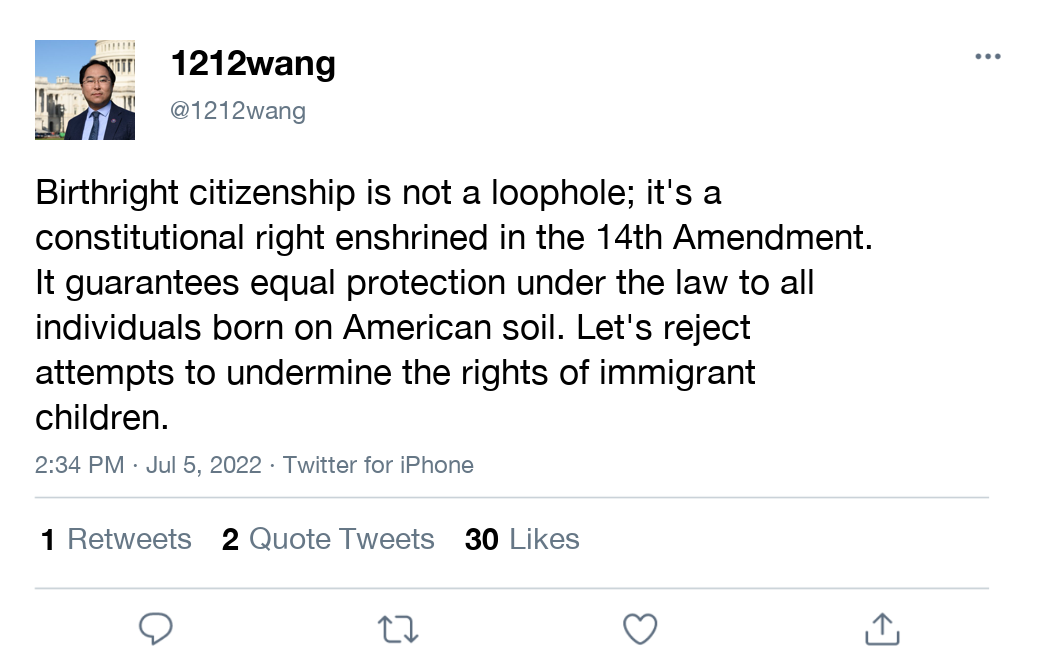 1212wang
@1212wang
Birthright citizenship is not a loophole; it's a
constitutional right enshrined in the 14th Amendment.
It guarantees equal protection under the law to all
individuals born on American soil. Let's reject
attempts to undermine the rights of immigrant
children.
2:34 PM · Jul 5, 2022 · Twitter for iPhone
1 Retweets 2 Quote Tweets 30 Likes